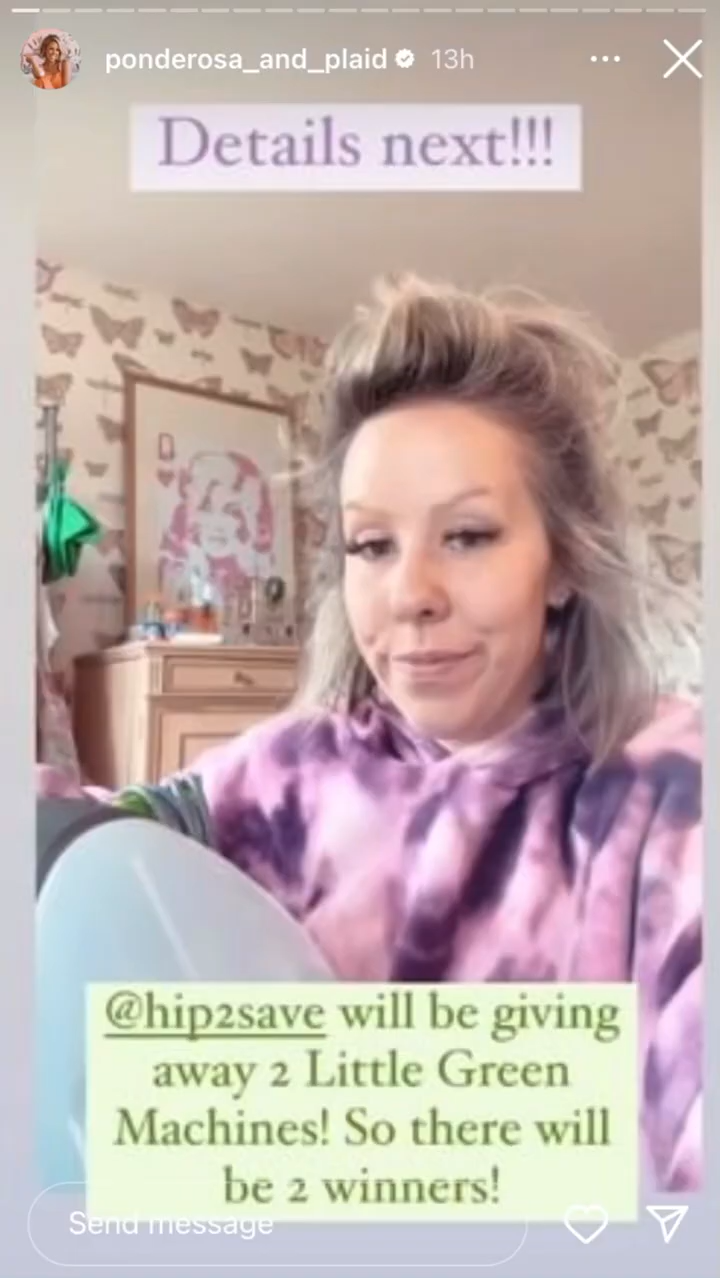 ponderosa_and_plaid 13h
Details next!!!
@hip2save will be giving
away 2 Little Green
Machines! So there will
be 2 winners!
Send message